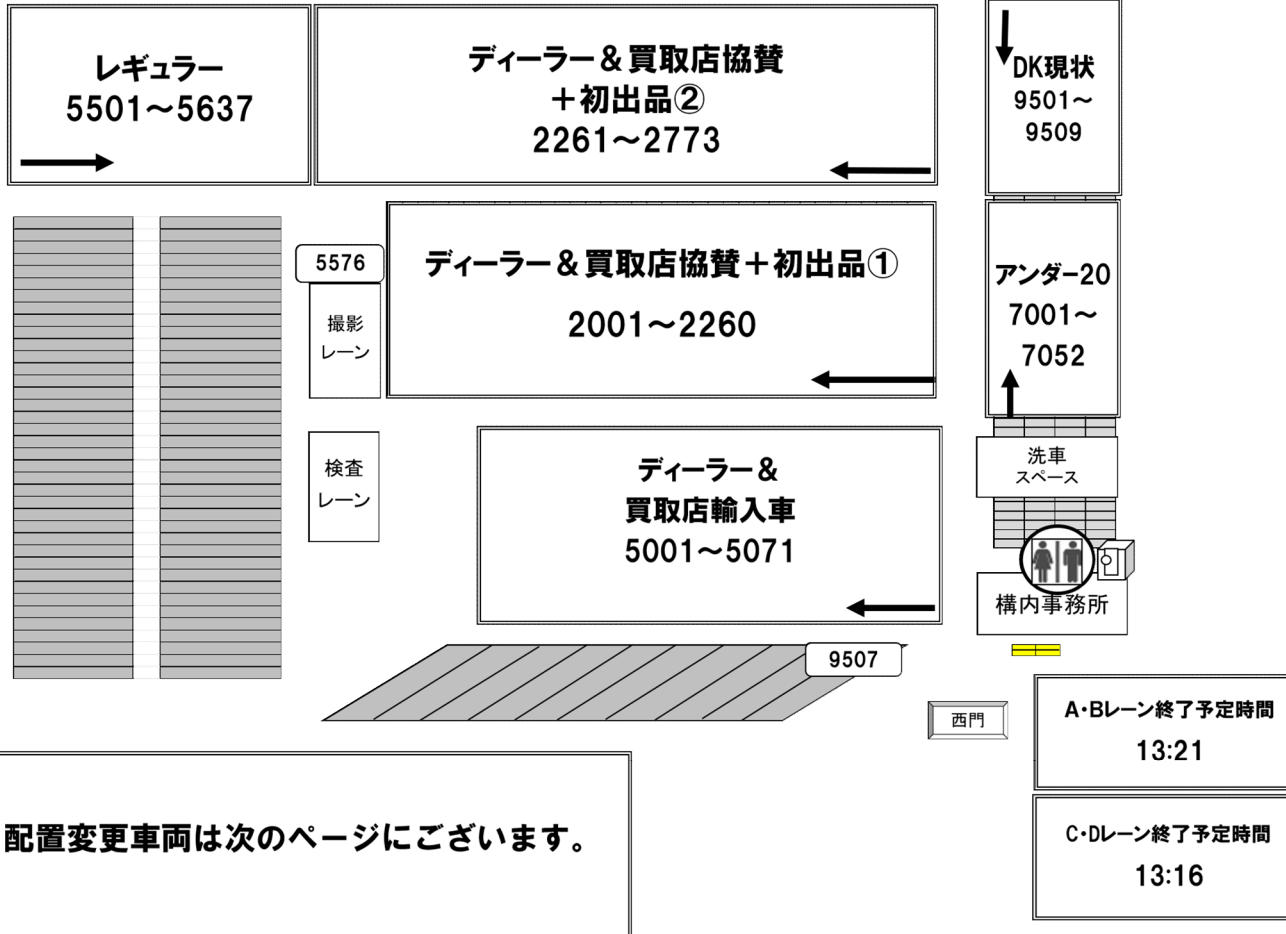 レギュラー
5501～5637
ディーラー＆買取店協賛
＋初出品②
2261～2773
DK現状
9501～
9509
5576
撮影
レーン
ディーラー＆買取店協賛＋初出品①
2001～2260
アンダー20
7001～
7052
検査
レーン
ディーラー＆
買取店輸入車
5001～5071
洗車
スペース
構内事務所
9507
西門
A・Bレーン終了予定時間
13:21
C・Dレーン終了予定時間
13:16
配置変更車両は次のページにございます。